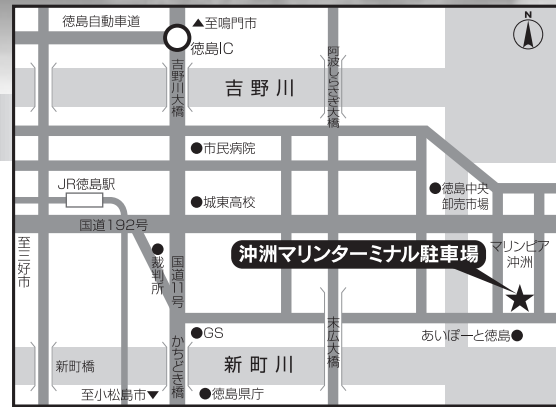 徳島自動車道
▲至鳴門市
N
徳島IC
吉野川大橋
吉野川
阿波しらさぎ大橋
●市民病院
JR徳島駅
●城東高校
●徳島中央
卸売市場
国道192号
至三好市
●裁判所
国道11号
沖洲マリンターミナル駐車場
マリンピア
沖洲
●GS
末広大橋
あいぽーと徳島●
新町橋
かちどき橋
新町川
至小松島市▼
●徳島県庁